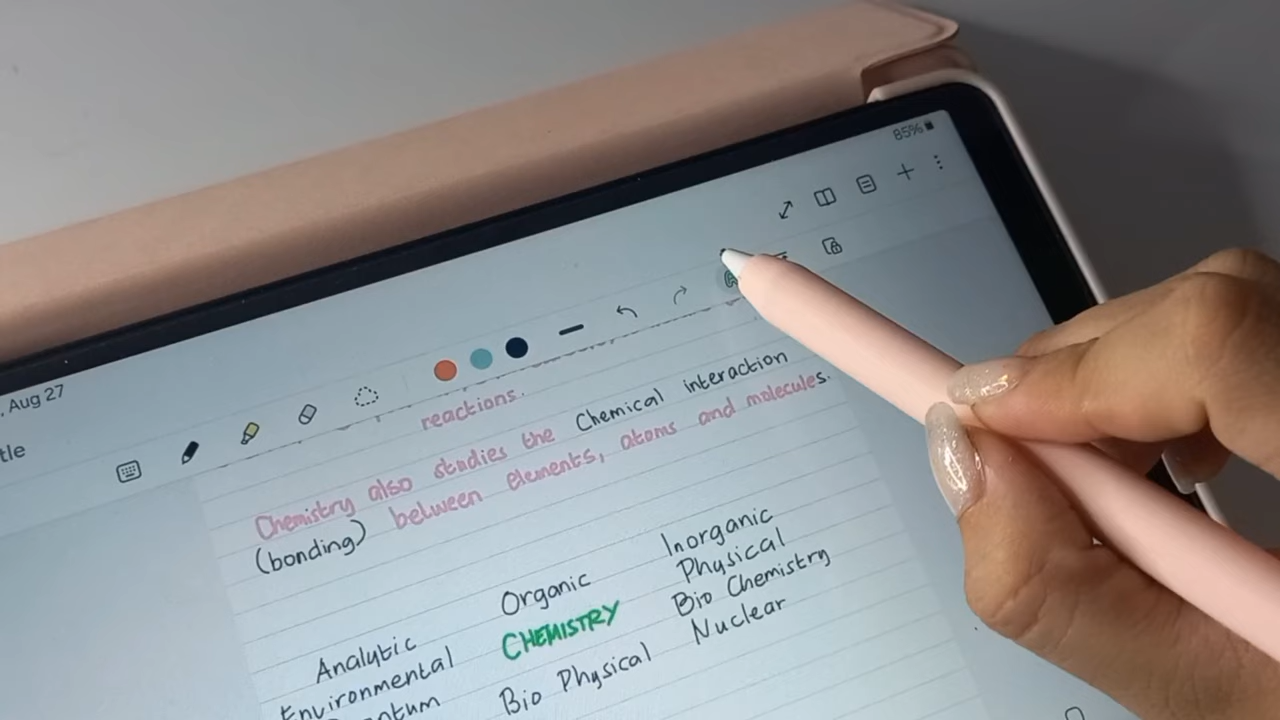 85%
, Aug 27
tle
reactions.
Chemistry also studies the Chemical interaction
(bonding) between elements, atoms and molecules.
Inorganic
Organic Physical
CHEMISTRY Bio Chemistry
Analytic Nuclear
Environmental Bio Physical